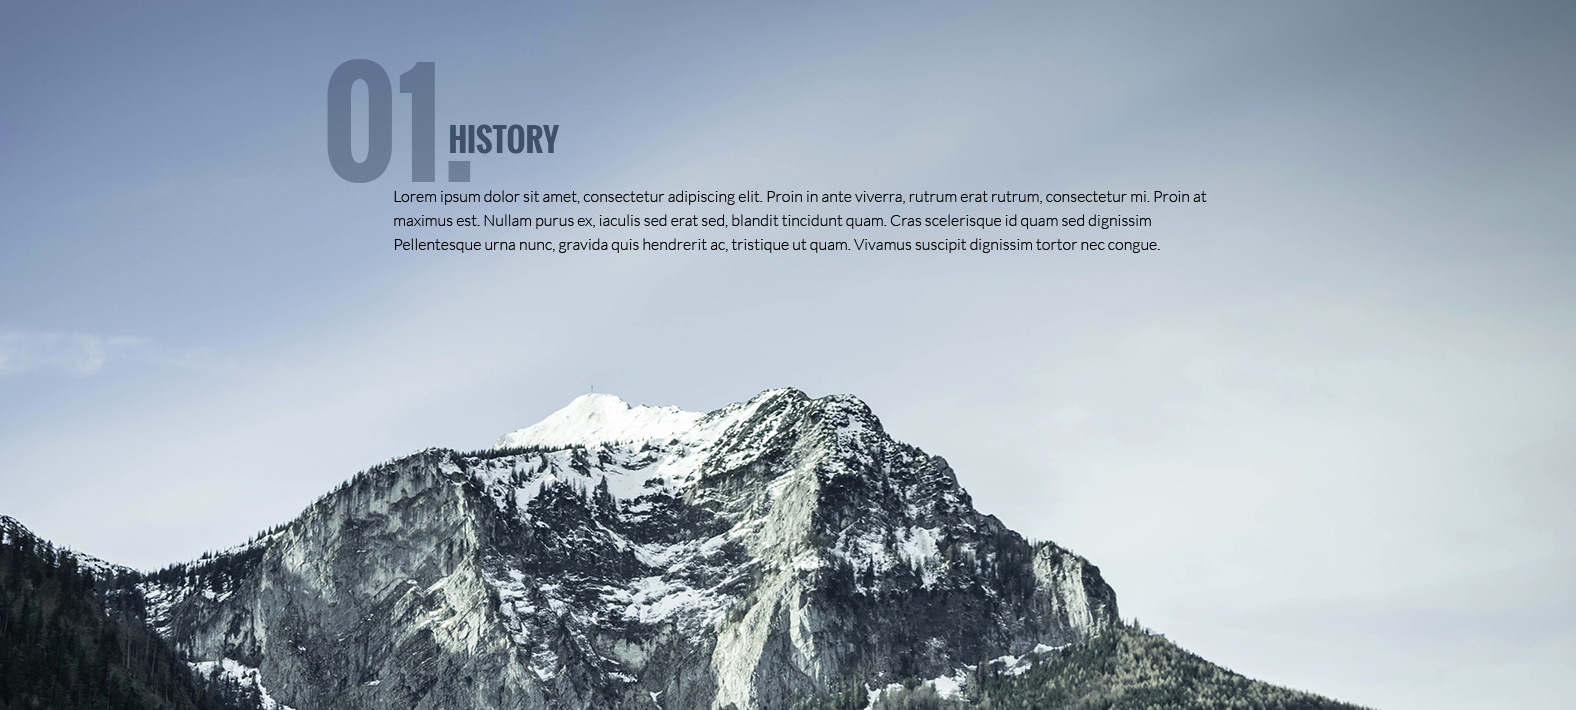 01.
HISTORY
Lorem ipsum dolor sit amet, consectetur adipiscing elit. Proin in ante viverra, rutrum erat rutrum, consectetur mi. Proin at
maximus est. Nullam purus ex, iaculis sed erat sed, blandit tincidunt quam. Cras scelerisque id quam sed dignissim
Pellentesque urna nunc, gravida quis hendrerit ac, tristique ut quam. Vivamus suscipit dignissim tortor nec congue.